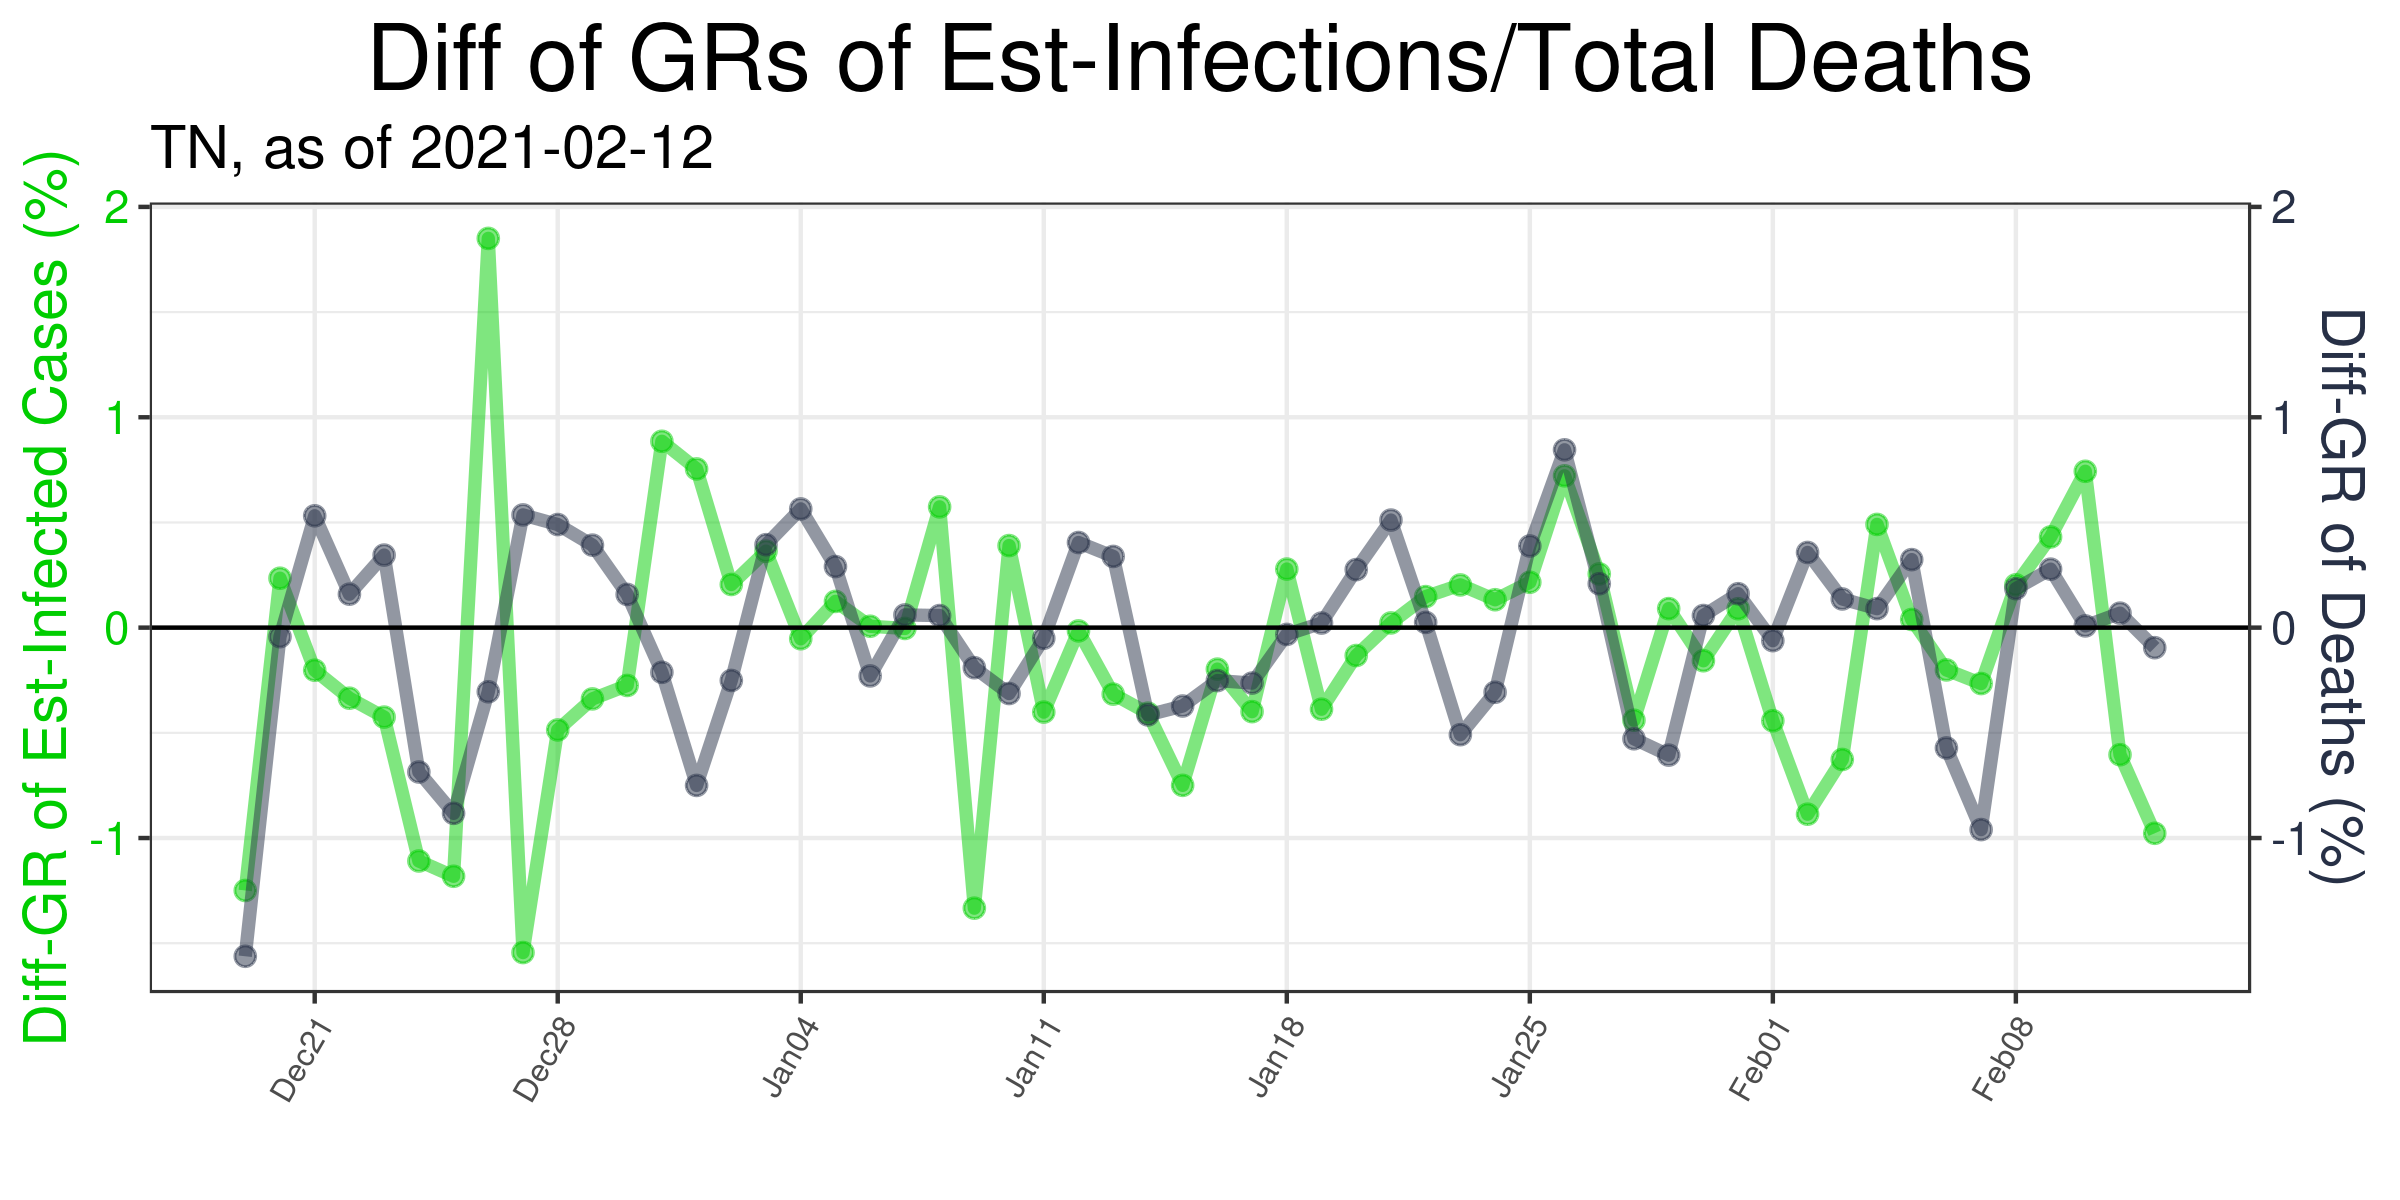 Diff of GRs of Est-Infections/Total Deaths
TN, as of 2021-02-12
Diff-GR of Est-Infected Cases (%)
2
1
0
-1
2
1
0
-1
Diff-GR of Deaths (%)
Dec21
Dec28
Jan04
Jan11
Jan18
Jan25
Feb01
Feb08